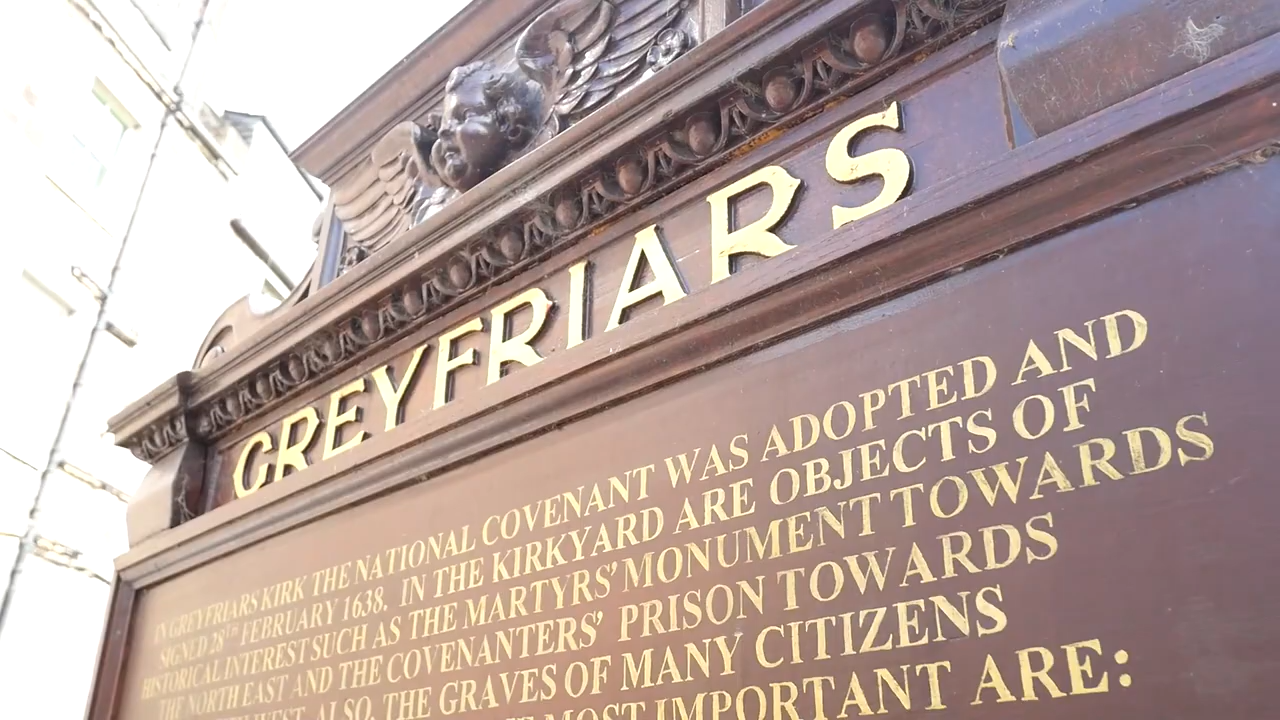 GREYFRIARS
IN GREYFRIARS KIRK THE NATIONAL COVENANT WAS ADOPTED AND
SIGNED 28TH FEBRUARY 1638. IN THE KIRKYARD ARE OBJECTS OF
HISTORICAL INTEREST SUCH AS THE MARTYRS' MONUMENT TOWARDS
THE NORTH EAST AND THE COVENANTERS' PRISON TOWARDS
WEST. ALSO, THE GRAVES OF MANY CITIZENS
MOST IMPORTANT ARE: